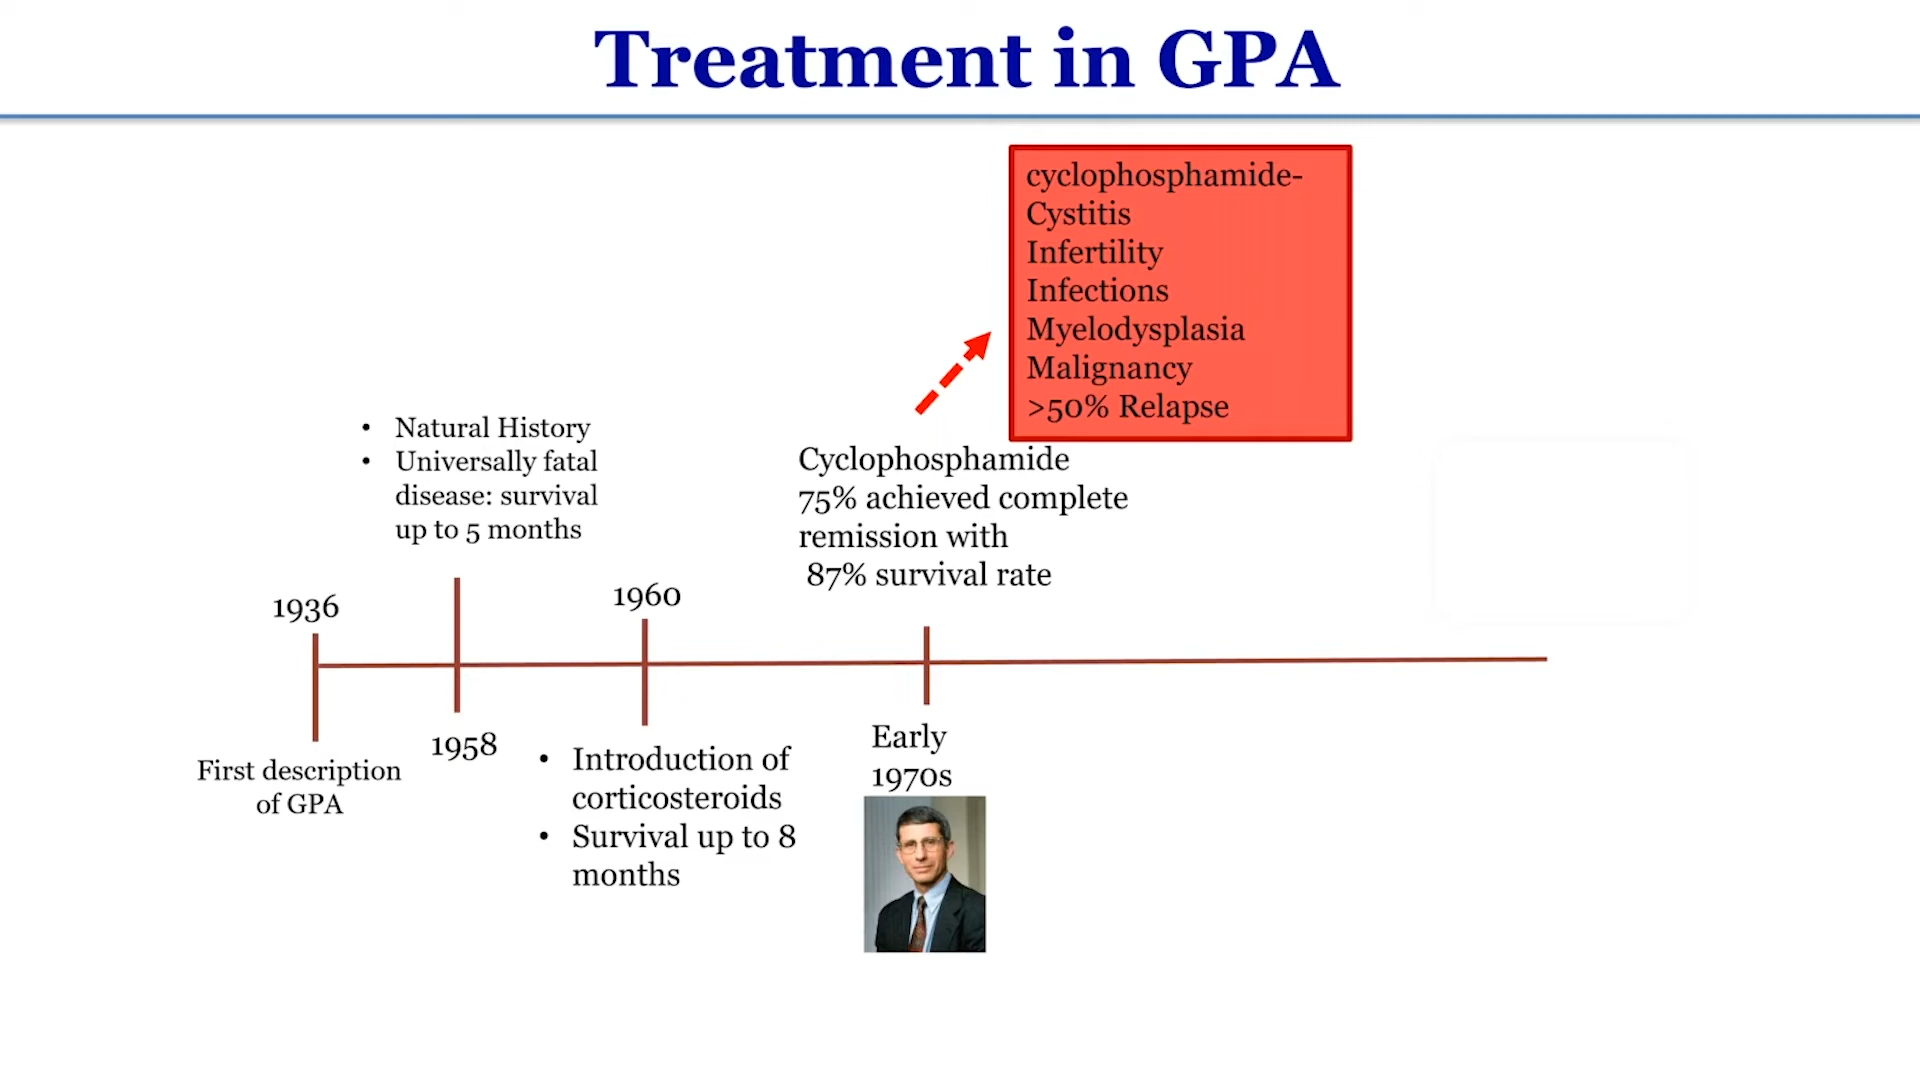 Treatment in GPA
cyclophosphamide-
Cystitis
Infertility
Infections
Myelodysplasia
Malignancy
>50% Relapse
• Natural History
• Universally fatal
disease: survival
up to 5 months
Cyclophosphamide
75% achieved complete
remission with
87% survival rate
1936
1960
First description
of GPA
1958
• Introduction of
corticosteroids
• Survival up to 8
months
Early
1970s